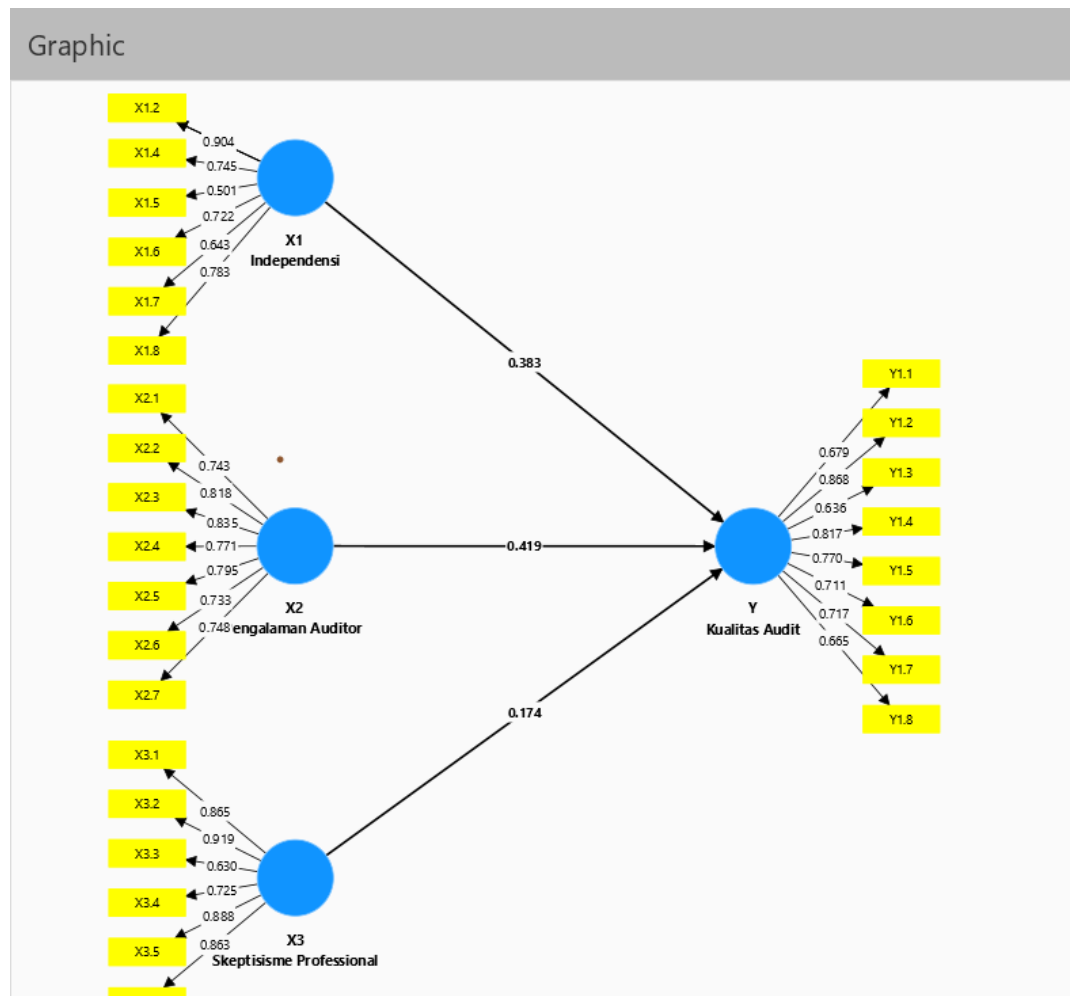 Graphic
X1.2
X1.4
X1.5
X1.6
X1.7
X1.8
0.904
0.745
0.501
0.722
0.643
0.783
X1
Independensi
0.383
X2.1
X2.2
X2.3
X2.4
X2.5
X2.6
X2.7
0.743
0.818
0.835
0.771
0.795
0.733
0.748
X2
engalaman Auditor
0.419
X3.1
X3.2
X3.3
X3.4
X3.5
0.865
0.919
0.630
0.725
0.888
0.863
X3
Skeptisisme Professional
0.174
Y
Kualitas Audit
0.679
0.868
0.636
0.817
0.770
0.711
0.717
0.665
Y1.1
Y1.2
Y1.3
Y1.4
Y1.5
Y1.6
Y1.7
Y1.8